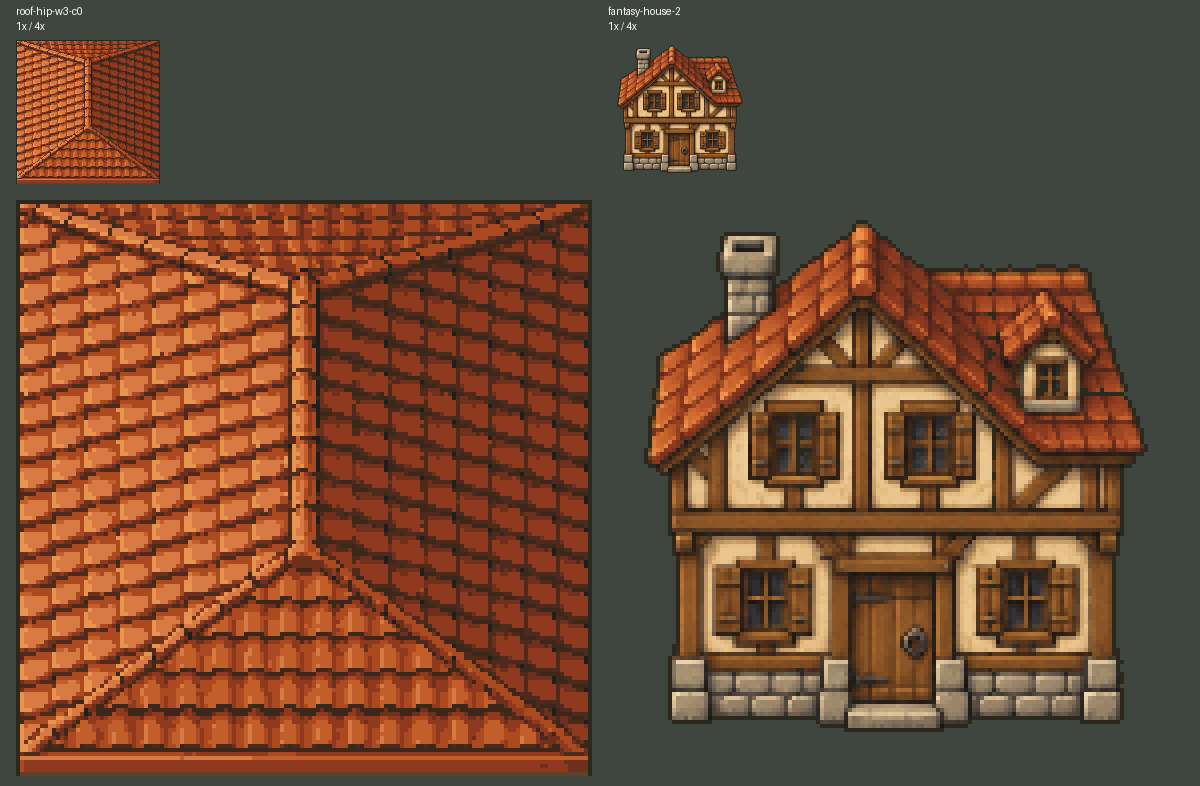 roof-hip-w3-c0
1x / 4x
fantasy-house-2
1x / 4x